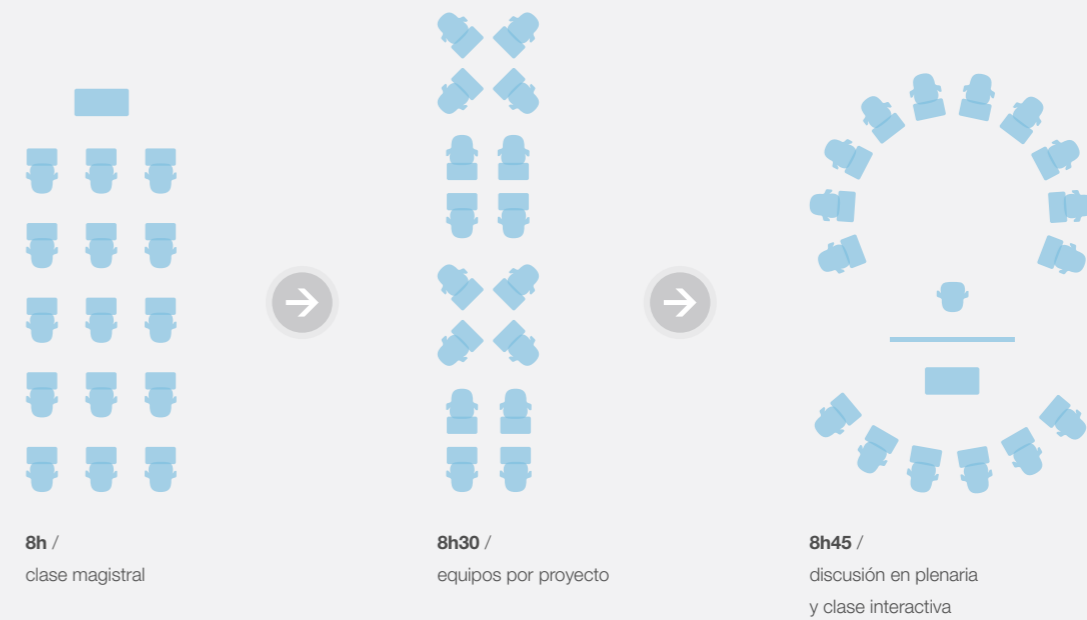 8h /
clase magistral
8h30 /
equipos por proyecto
8h45 /
discusión en plenaria
y clase interactiva